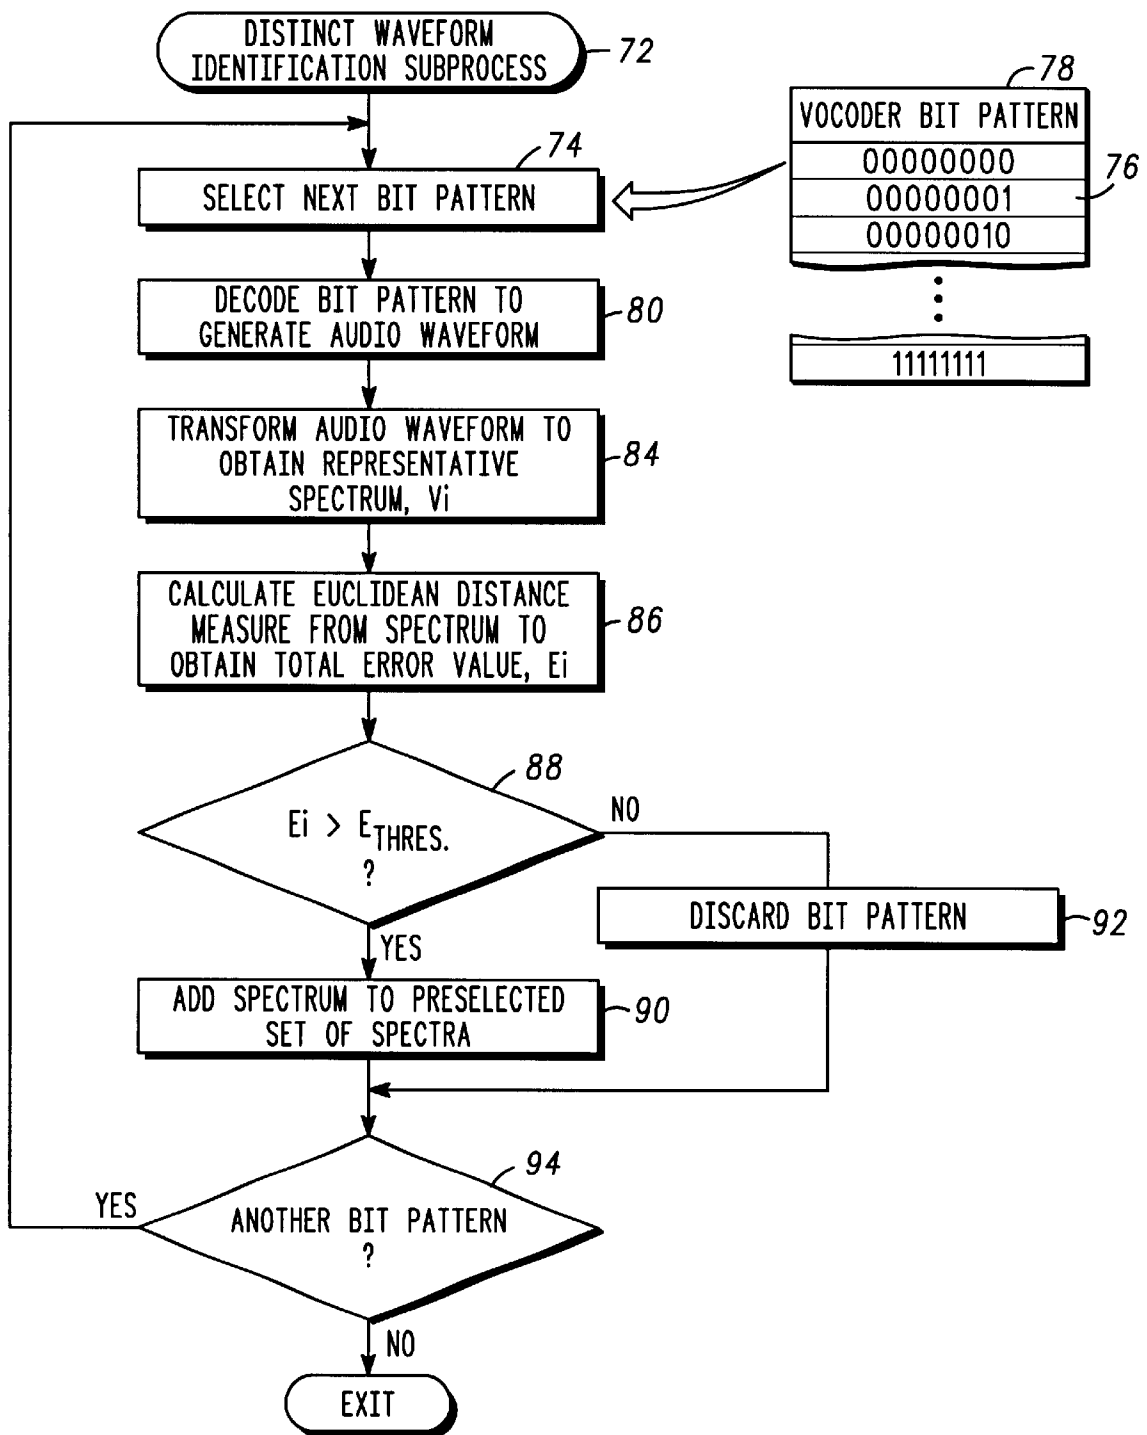 DISTINCT WAVEFORM
IDENTIFICATION SUBPROCESS
72
78
VOCODER BIT PATTERN
00000000
76
00000001
00000010
11111111
74
SELECT NEXT BIT PATTERN
DECODE BIT PATTERN TO
GENERATE AUDIO WAVEFORM
80
TRANSFORM AUDIO WAVEFORM TO
OBTAIN REPRESENTATIVE
SPECTRUM, Vi
84
CALCULATE EUCLIDEAN DISTANCE
MEASURE FROM SPECTRUM TO
OBTAIN TOTAL ERROR VALUE, Ei
86
88
Ei > ETHRES.
?
NO
DISCARD BIT PATTERN
92
YES
ADD SPECTRUM TO PRESELECTED
SET OF SPECTRA
90
94
YES
ANOTHER BIT PATTERN
?
NO
EXIT